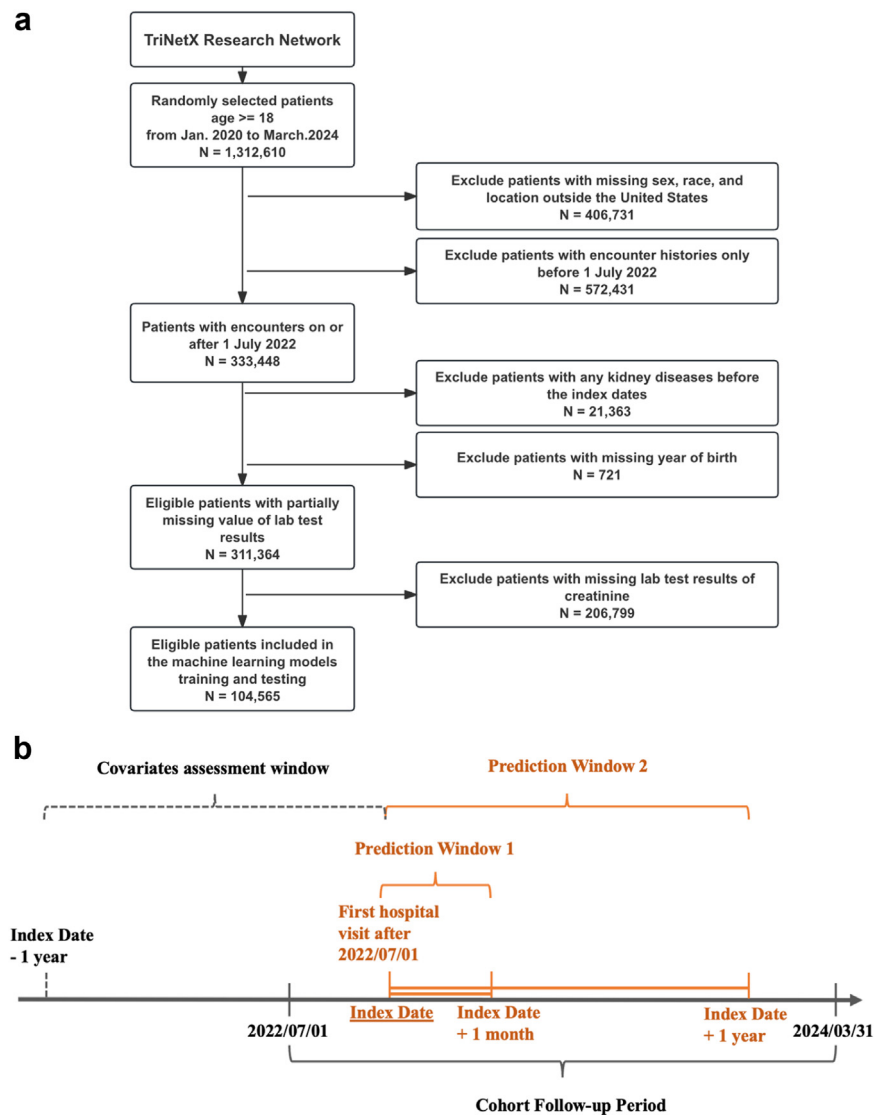 a
TriNetX Research Network
Randomly selected patients
age >= 18
from Jan. 2020 to March.2024
N = 1,312,610
Exclude patients with missing sex, race, and
location outside the United States
N = 406,731
Exclude patients with encounter histories only
before 1 July 2022
N = 572,431
Patients with encounters on or
after 1 July 2022
N = 333,448
Exclude patients with any kidney diseases before
the index dates
N = 21,363
Exclude patients with missing year of birth
N = 721
Eligible patients with partially
missing value of lab test
results
N = 311,364
Exclude patients with missing lab test results of
creatinine
N = 206,799
Eligible patients included in
the machine learning models
training and testing
N = 104,565
b
Covariates assessment window
Prediction Window 2
Prediction Window 1
First hospital
visit after
2022/07/01
Index Date
- 1 year
2022/07/01
Index Date
Index Date
+ 1 month
Index Date
+ 1 year
2024/03/31
Cohort Follow-up Period